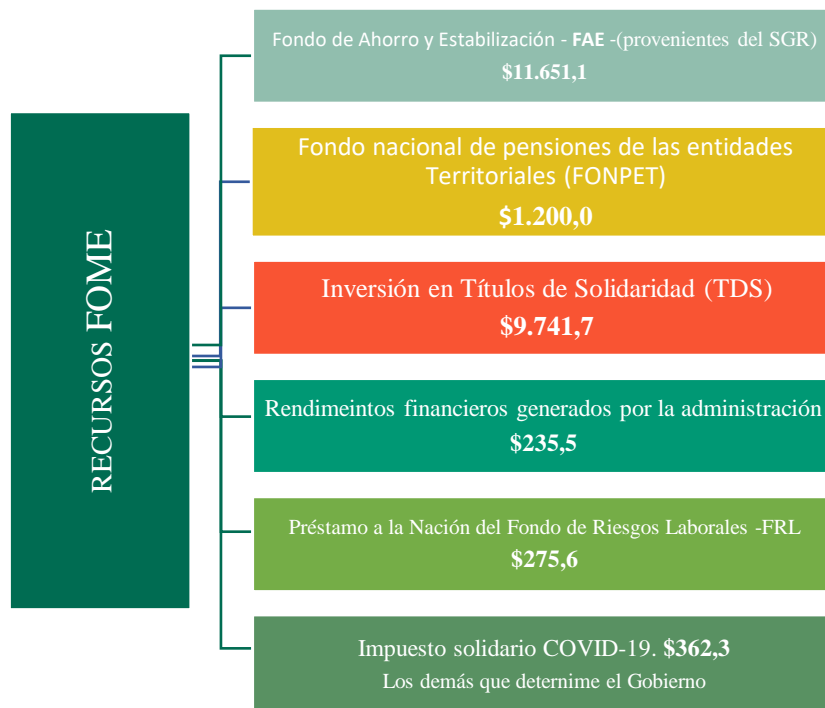 RECURSOS FOME
Fondo de Ahorro y Estabilización - FAE -(provenientes del SGR)
$11.651,1
Fondo nacional de pensiones de las entidades
Territoriales (FONPET)
$1.200,0
Inversión en Títulos de Solidaridad (TDS)
$9.741,7
Rendimeintos financieros generados por la administración
$235,5
Préstamo a la Nación del Fondo de Riesgos Laborales -FRL
$275,6
Impuesto solidario COVID-19. $362,3
Los demás que deternime el Gobierno